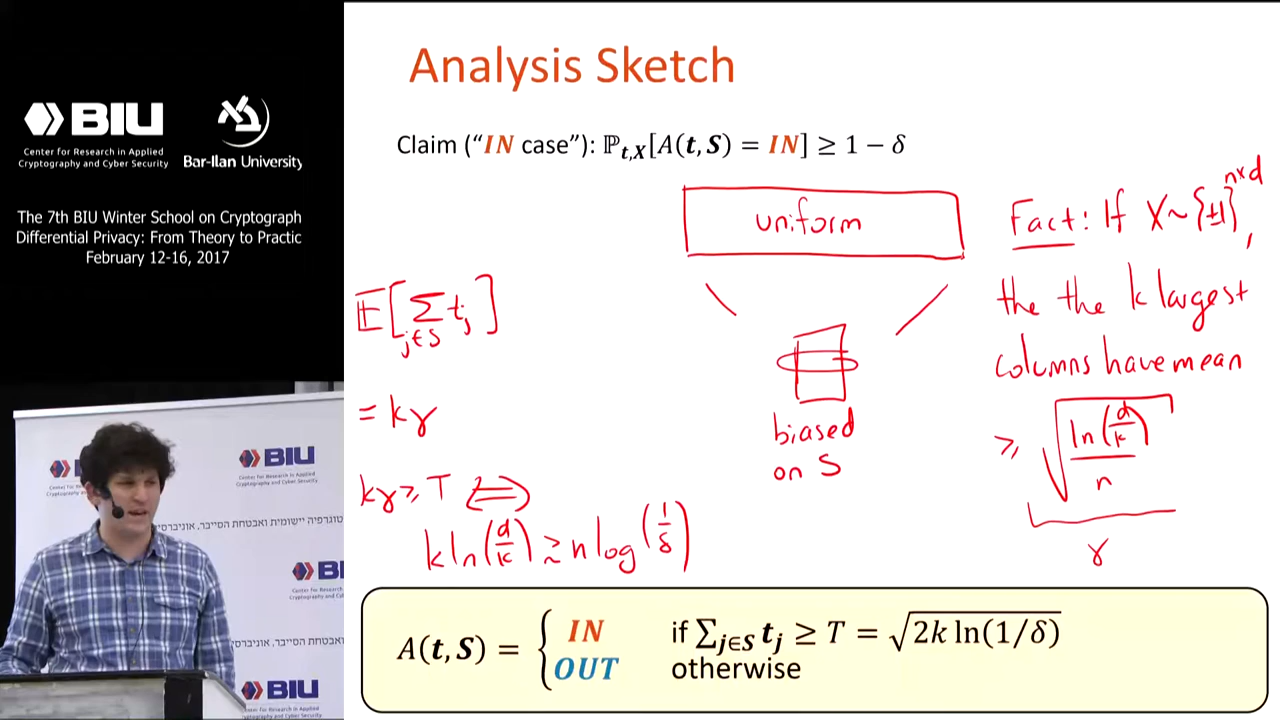 BIU
Center for Research in Applied
Cryptography and Cyber Security
Bar-Ilan University
The 7th BIU Winter School on Cryptograph
Differential Privacy: From Theory to Practic
February 12-16, 2017
BIU
BIU
BIU
BIU
Analysis Sketch
Claim (“IN case”): ℙ_{t,X}[A(t, S) = IN] ≥ 1 − δ
uniform
biased
on S
𝔼[∑_{j∈S} t_j]
= kγ
kγ ≥ T ⟺
k ln(d/k) ≳ n log(1/δ)
Fact: If X ~ {±1}^{n×d},
the the k largest
columns have mean
≥ √(ln(d/k)/n)
γ
A(t, S) = { IN if ∑_{j∈S} t_j ≥ T = √(2k ln(1/δ))
OUT otherwise